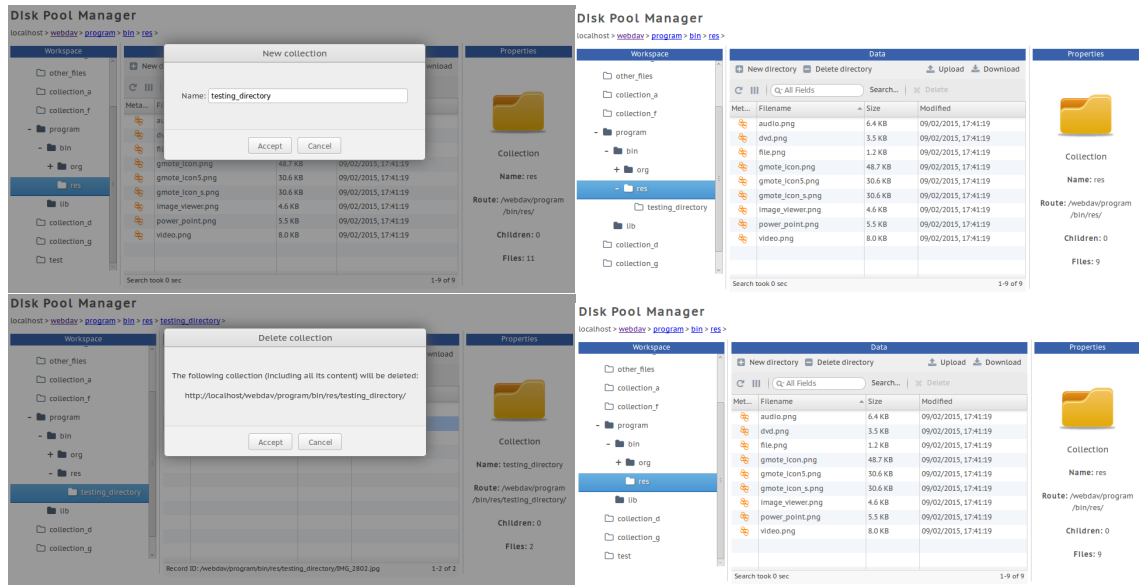 Disk Pool Manager
localhost > webdav > program > bin > res >
Workspace
other_files
collection_a
collection_f
- program
- bin
+ org
res
lib
collection_d
collection_g
test
New d
wnload
Meta...
New collection
Name: testing_directory
Accept Cancel
gmote_icon.png 48.7 KB 09/02/2015, 17:41:19
gmote_icon5.png 30.6 KB 09/02/2015, 17:41:19
gmote_icon_s.png 30.6 KB 09/02/2015, 17:41:19
image_viewer.png 4.6 KB 09/02/2015, 17:41:19
power_point.png 5.5 KB 09/02/2015, 17:41:19
video.png 8.0 KB 09/02/2015, 17:41:19
Search took 0 sec 1-9 of 9
Properties
Collection
Name: res
Route: /webdav/program
/bin/res/
Children: 0
Files: 11
Disk Pool Manager
localhost > webdav > program > bin > res >
Workspace
other_files
collection_a
collection_f
- program
- bin
+ org
- res
testing_directory
lib
collection_d
collection_g
Data
New directory Delete directory Upload Download
All Fields Search... Delete
Met... Filename Size Modified
audio.png 6.4 KB 09/02/2015, 17:41:19
dvd.png 3.5 KB 09/02/2015, 17:41:19
file.png 1.2 KB 09/02/2015, 17:41:19
gmote_icon.png 48.7 KB 09/02/2015, 17:41:19
gmote_icon5.png 30.6 KB 09/02/2015, 17:41:19
gmote_icon_s.png 30.6 KB 09/02/2015, 17:41:19
image_viewer.png 4.6 KB 09/02/2015, 17:41:19
power_point.png 5.5 KB 09/02/2015, 17:41:19
video.png 8.0 KB 09/02/2015, 17:41:19
Search took 0 sec 1-9 of 9
Properties
Collection
Name: res
Route: /webdav/program
/bin/res/
Children: 0
Files: 9
Disk Pool Manager
localhost > webdav > program > bin > res > testing_directory >
Workspace
other_files
collection_a
collection_f
- program
- bin
+ org
- res
testing_directory
lib
collection_d
collection_g
wnload
Delete collection
The following collection (including all its content) will be deleted:
http://localhost/webdav/program/bin/res/testing_directory/
Accept Cancel
Record ID: /webdav/program/bin/res/testing_directory/IMG_2802.jpg 1-2 of 2
Properties
Collection
Name: testing_directory
Route: /webdav/program
/bin/res/testing_directory/
Children: 0
Files: 2
Disk Pool Manager
localhost > webdav > program > bin > res >
Workspace
other_files
collection_a
collection_f
- program
- bin
+ org
res
lib
collection_d
collection_g
test
Data
New directory Delete directory Upload Download
All Fields Search... Delete
Met... Filename Size Modified
audio.png 6.4 KB 09/02/2015, 17:41:19
dvd.png 3.5 KB 09/02/2015, 17:41:19
file.png 1.2 KB 09/02/2015, 17:41:19
gmote_icon.png 48.7 KB 09/02/2015, 17:41:19
gmote_icon5.png 30.6 KB 09/02/2015, 17:41:19
gmote_icon_s.png 30.6 KB 09/02/2015, 17:41:19
image_viewer.png 4.6 KB 09/02/2015, 17:41:19
power_point.png 5.5 KB 09/02/2015, 17:41:19
video.png 8.0 KB 09/02/2015, 17:41:19
Search took 0 sec 1-9 of 9
Properties
Collection
Name: res
Route: /webdav/program
/bin/res/
Children: 0
Files: 9